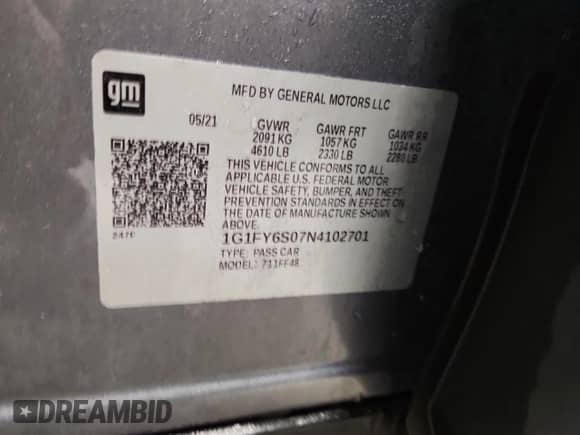 gm
MFD BY GENERAL MOTORS LLC
05/21 GVWR GAWR FRT GAWR RR
2091 KG 1057 KG 1034 KG
4610 LB 2330 LB 2280 LB
THIS VEHICLE CONFORMS TO ALL
APPLICABLE U.S. FEDERAL MOTOR
VEHICLE SAFETY, BUMPER, AND THEFT
PREVENTION STANDARDS IN EFFECT ON
THE DATE OF MANUFACTURE SHOWN
ABOVE.
1G1FY6S07N4102701
TYPE: PASS CAR
MODEL: 711FF48
DREAMBID